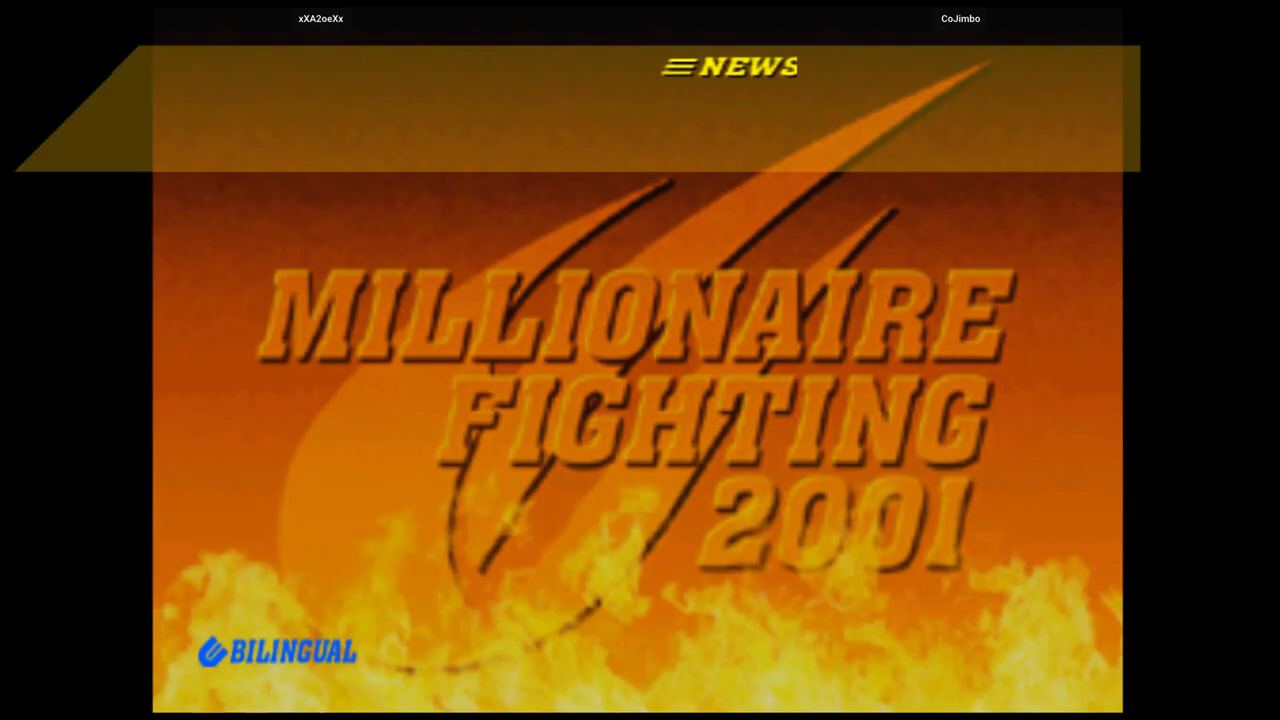 xXA2oeXx CoJimbo
NEWS
MILLIONAIRE
FIGHTING
2001
BILINGUAL